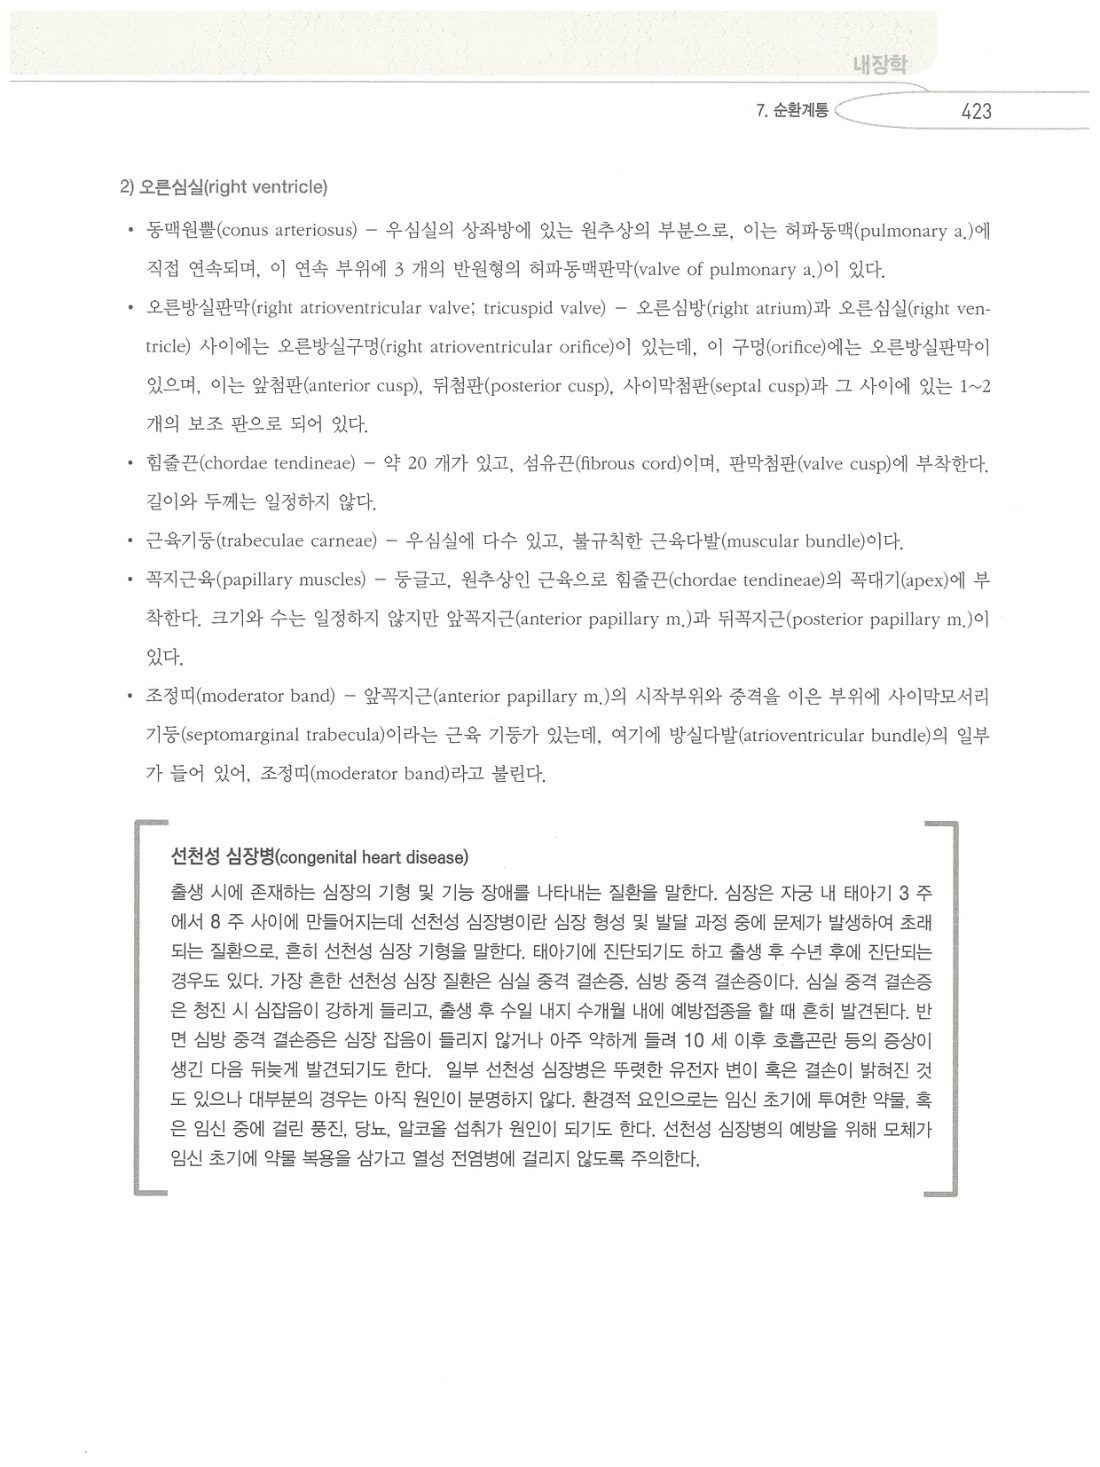 내장학
7. 순환계통
423
2) 오른심실(right ventricle)
• 동맥원뿔(conus arteriosus) – 우심실의 상좌방에 있는 원추상의 부분으로, 이는 허파동맥(pulmonary a.)에
직접 연속되며, 이 연속 부위에 3 개의 반원형의 허파동맥판막(valve of pulmonary a.)이 있다.
• 오른방실판막(right atrioventricular valve; tricuspid valve) – 오른심방(right atrium)과 오른심실(right ven-
tricle) 사이에는 오른방실구멍(right atrioventricular orifice)이 있는데, 이 구멍(orifice)에는 오른방실판막이
있으며, 이는 앞첨판(anterior cusp), 뒤첨판(posterior cusp), 사이막첨판(septal cusp)과 그 사이에 있는 1~2
개의 보조 판으로 되어 있다.
• 힘줄끈(chordae tendineae) – 약 20 개가 있고, 섬유끈(fibrous cord)이며, 판막첨판(valve cusp)에 부착한다.
길이와 두께는 일정하지 않다.
• 근육기둥(trabeculae carneae) – 우심실에 다수 있고, 불규칙한 근육다발(muscular bundle)이다.
• 꼭지근육(papillary muscles) – 둥글고, 원추상인 근육으로 힘줄끈(chordae tendineae)의 꼭대기(apex)에 부
착한다. 크기와 수는 일정하지 않지만 앞꼭지근(anterior papillary m.)과 뒤꼭지근(posterior papillary m.)이
있다.
• 조정띠(moderator band) – 앞꼭지근(anterior papillary m.)의 시작부위와 중격을 이은 부위에 사이막모서리
기둥(septomarginal trabecula)이라는 근육 기둥가 있는데, 여기에 방실다발(atrioventricular bundle)의 일부
가 들어 있어, 조정띠(moderator band)라고 불린다.
선천성 심장병(congenital heart disease)
출생 시에 존재하는 심장의 기형 및 기능 장애를 나타내는 질환을 말한다. 심장은 자궁 내 태아기 3 주
에서 8 주 사이에 만들어지는데 선천성 심장병이란 심장 형성 및 발달 과정 중에 문제가 발생하여 초래
되는 질환으로, 흔히 선천성 심장 기형을 말한다. 태아기에 진단되기도 하고 출생 후 수년 후에 진단되는
경우도 있다. 가장 흔한 선천성 심장 질환은 심실 중격 결손증, 심방 중격 결손증이다. 심실 중격 결손증
은 청진 시 심잡음이 강하게 들리고, 출생 후 수일 내지 수개월 내에 예방접종을 할 때 흔히 발견된다. 반
면 심방 중격 결손증은 심장 잡음이 들리지 않거나 아주 약하게 들려 10 세 이후 호흡곤란 등의 증상이
생긴 다음 뒤늦게 발견되기도 한다. 일부 선천성 심장병은 뚜렷한 유전자 변이 혹은 결손이 밝혀진 것
도 있으나 대부분의 경우는 아직 원인이 분명하지 않다. 환경적 요인으로는 임신 초기에 투여한 약물, 혹
은 임신 중에 걸린 풍진, 당뇨, 알코올 섭취가 원인이 되기도 한다. 선천성 심장병의 예방을 위해 모체가
임신 초기에 약물 복용을 삼가고 열성 전염병에 걸리지 않도록 주의한다.